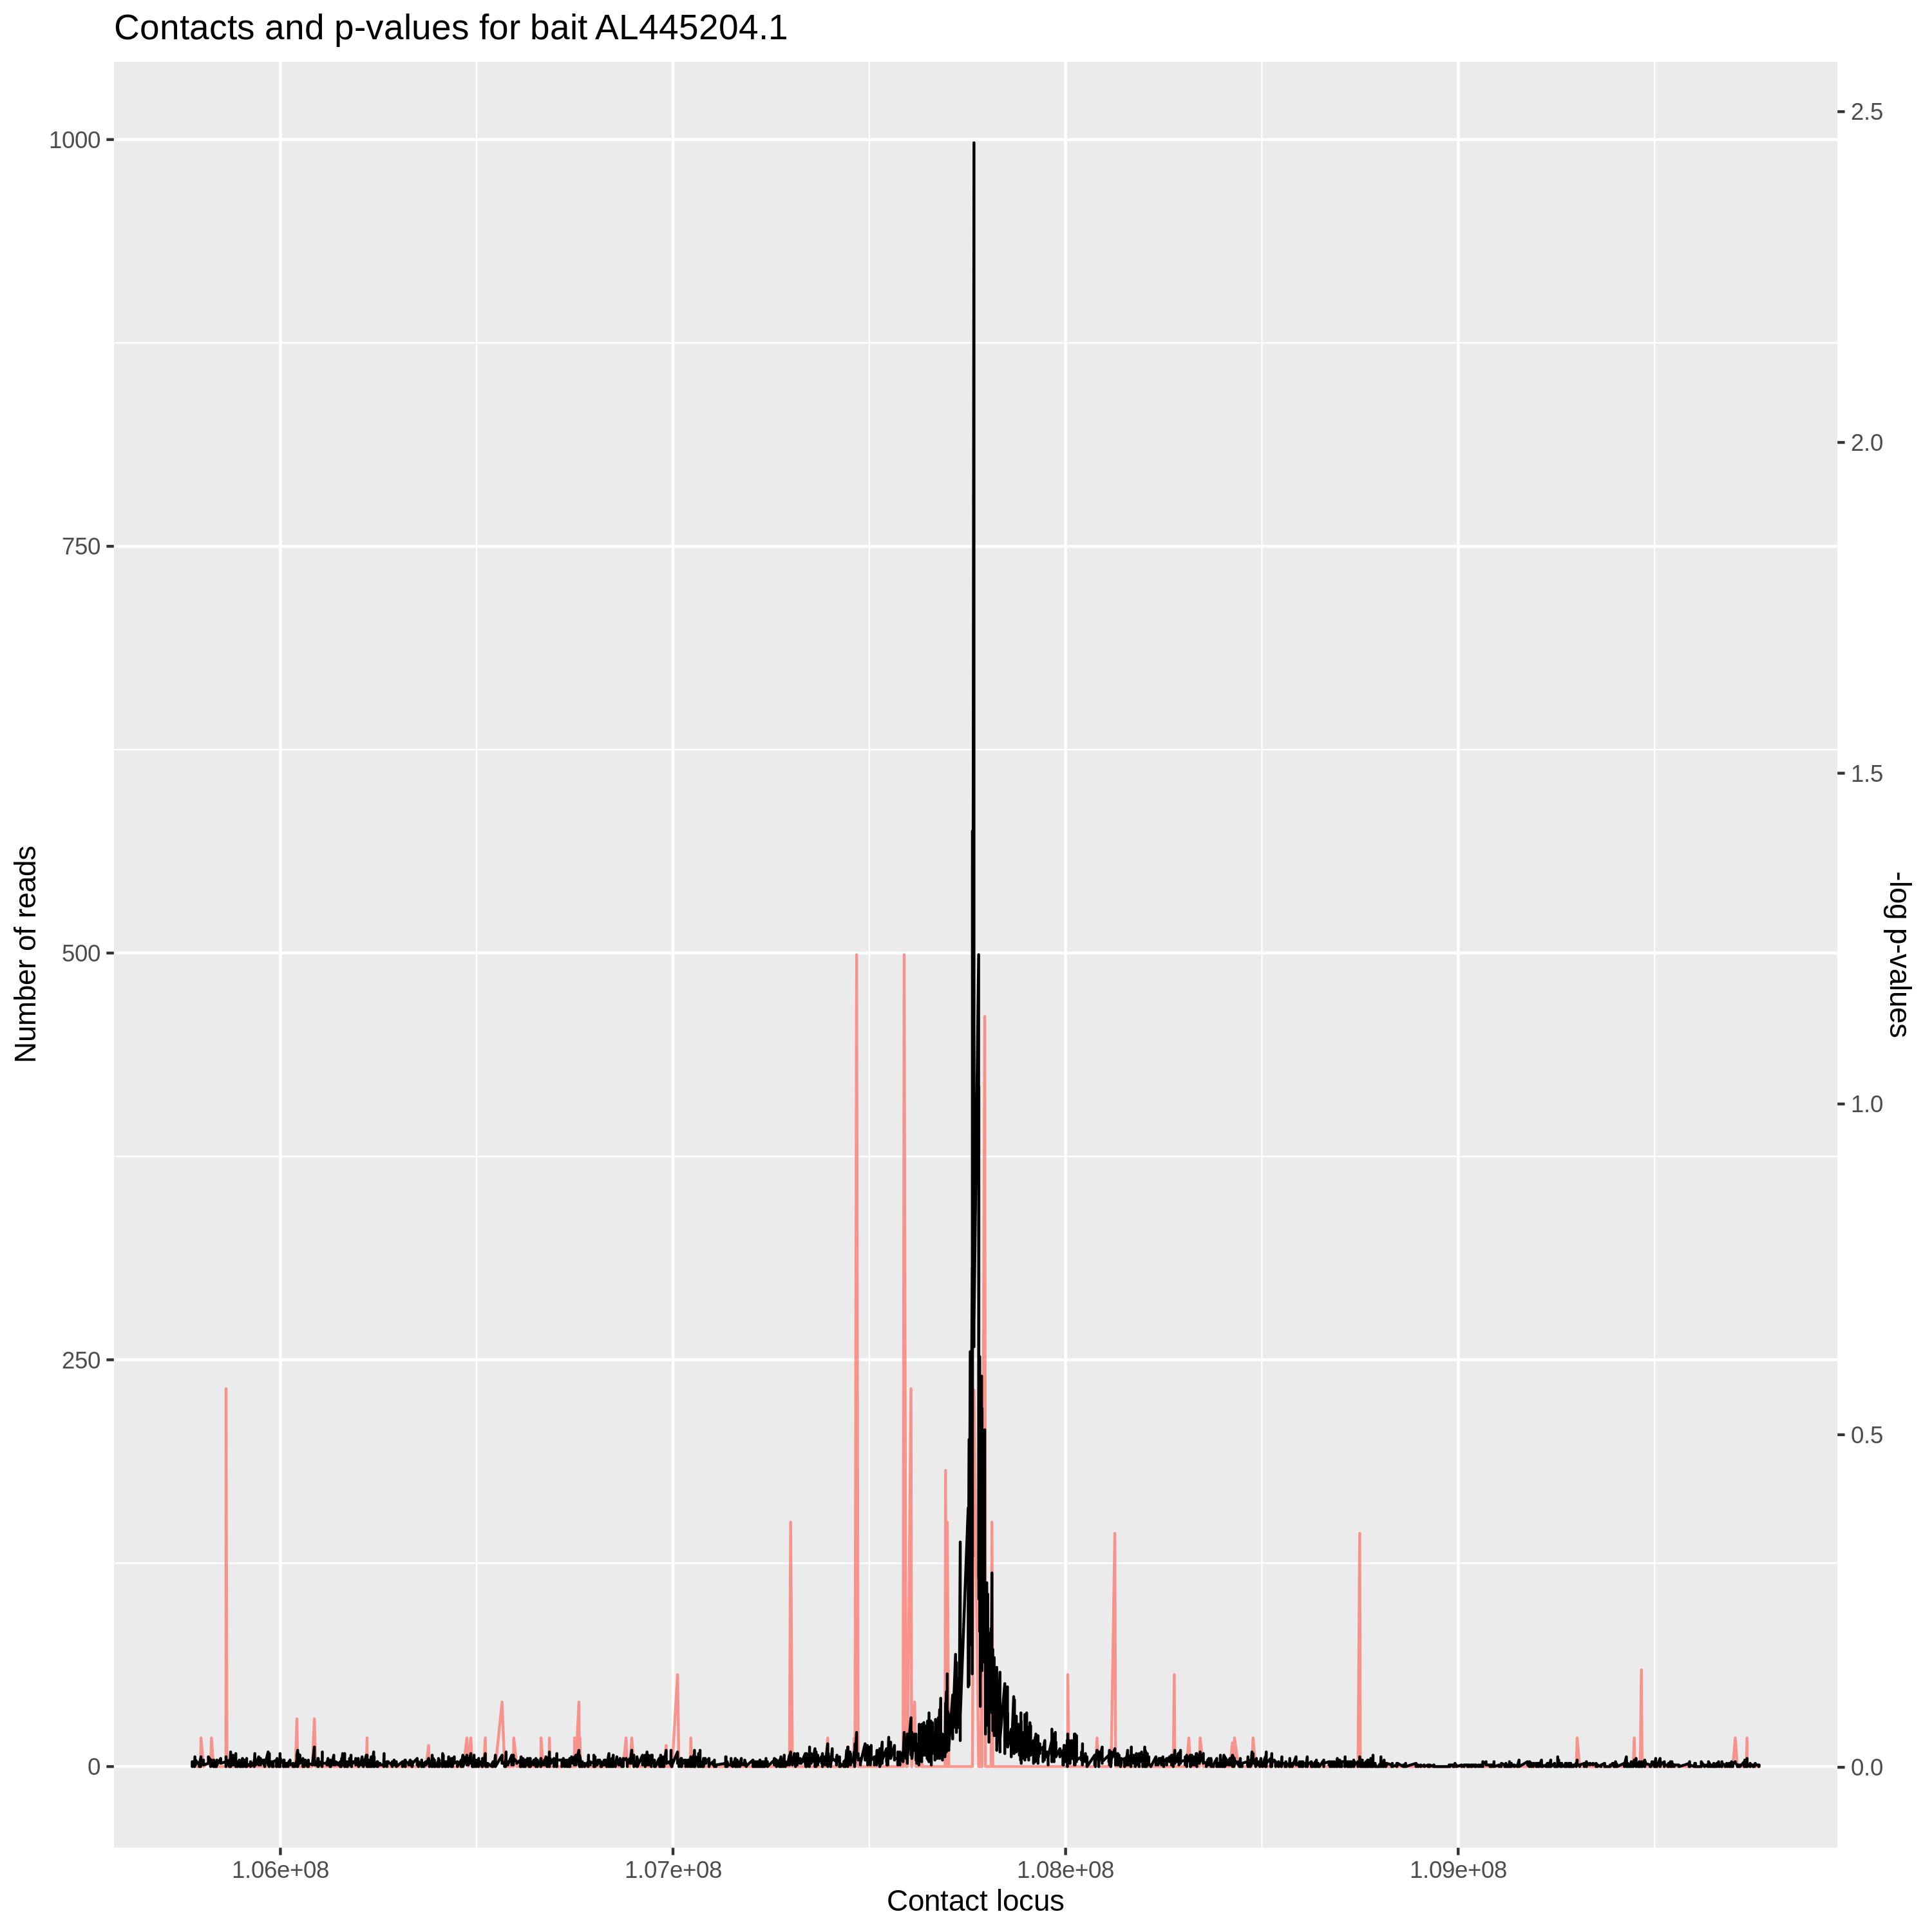 Contacts and p-values for bait AL445204.1
1000
750
500
250
0
Number of reads
2.5
2.0
1.5
1.0
0.5
0.0
-log p-values
1.06e+08
1.07e+08
1.08e+08
1.09e+08
Contact locus